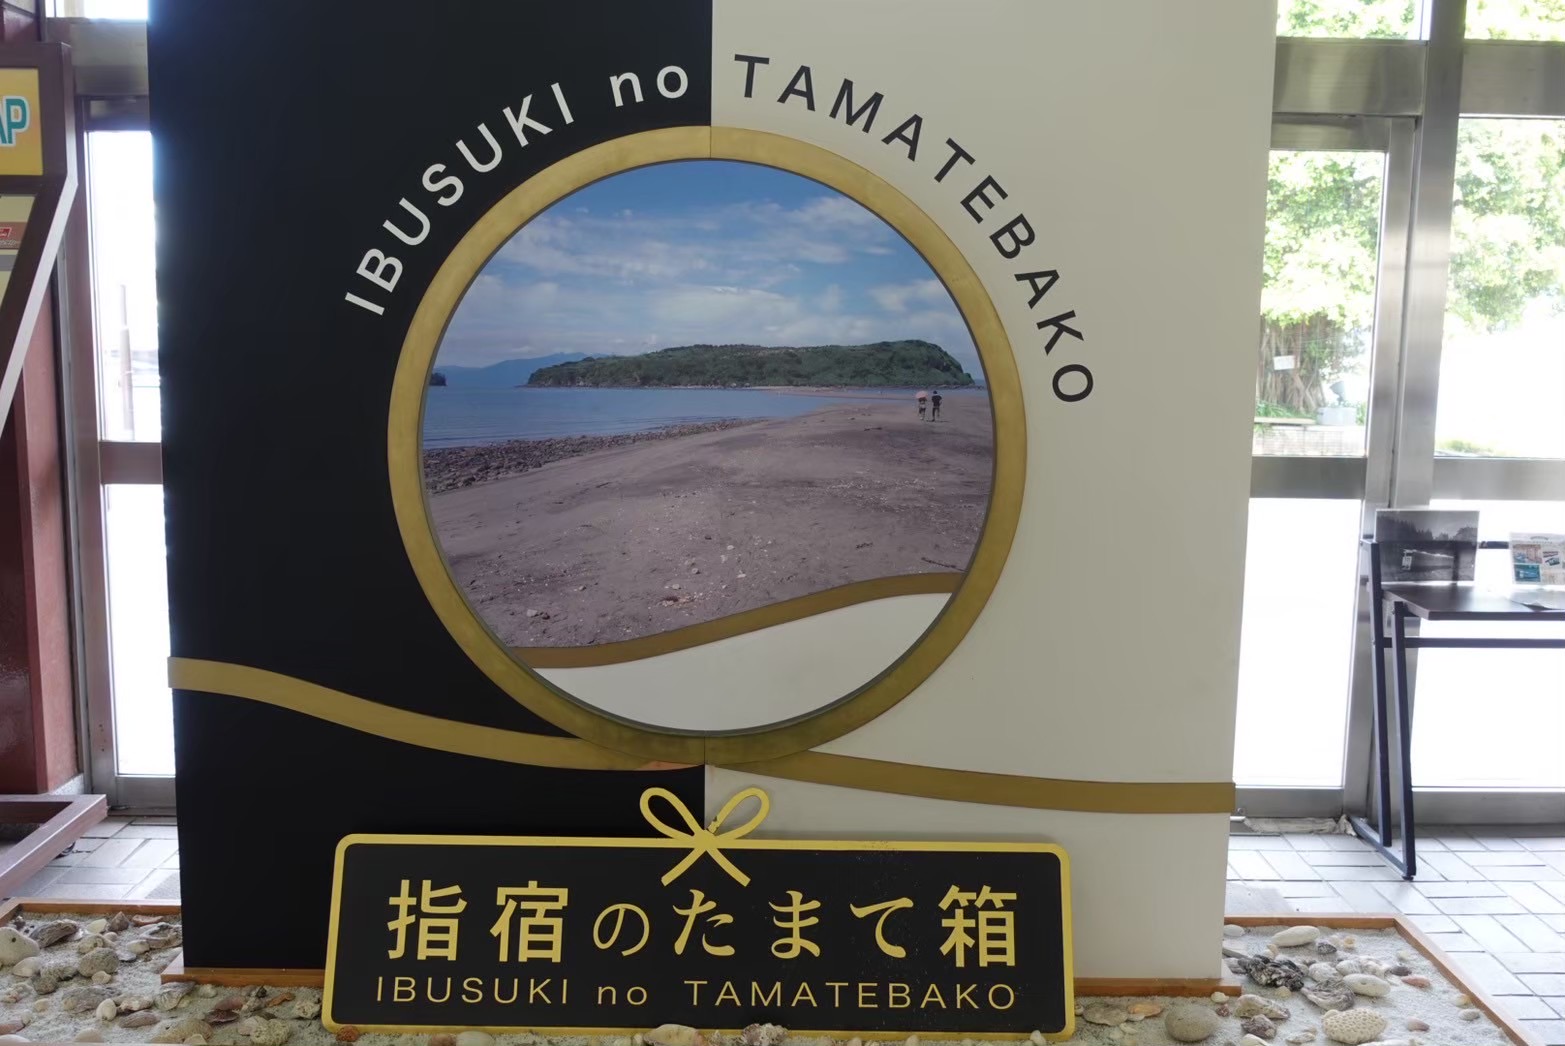 IBUSUKI no TAMATEBAKO
指宿のたまて箱
IBUSUKI no TAMATEBAKO